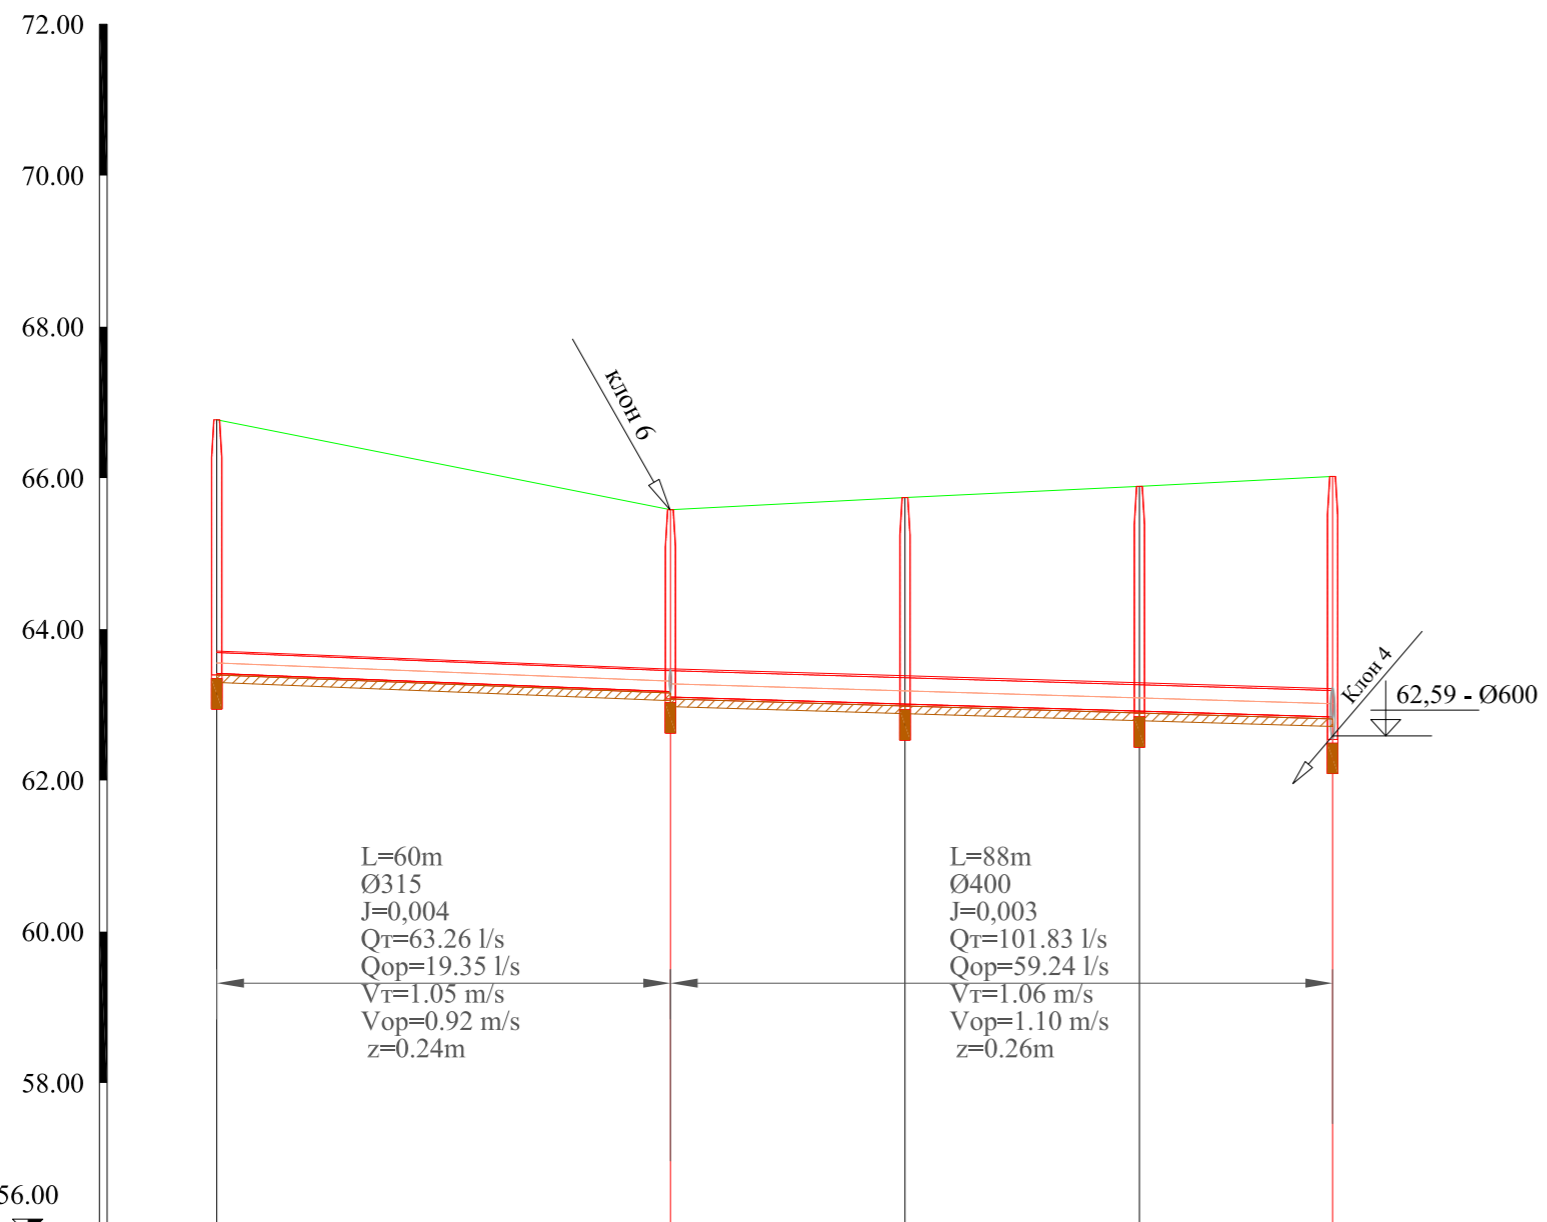 72.00
70.00
68.00
66.00
64.00
62.00
60.00
58.00
56.00
клон 6
Клон 4
62,59 - Ø600
L=60m
Ø315
J=0,004
Qт=63.26 l/s
Qop=19.35 l/s
Vт=1.05 m/s
Vop=0.92 m/s
z=0.24m
L=88m
Ø400
J=0,003
Qт=101.83 l/s
Qop=59.24 l/s
Vт=1.06 m/s
Vop=1.10 m/s
z=0.26m